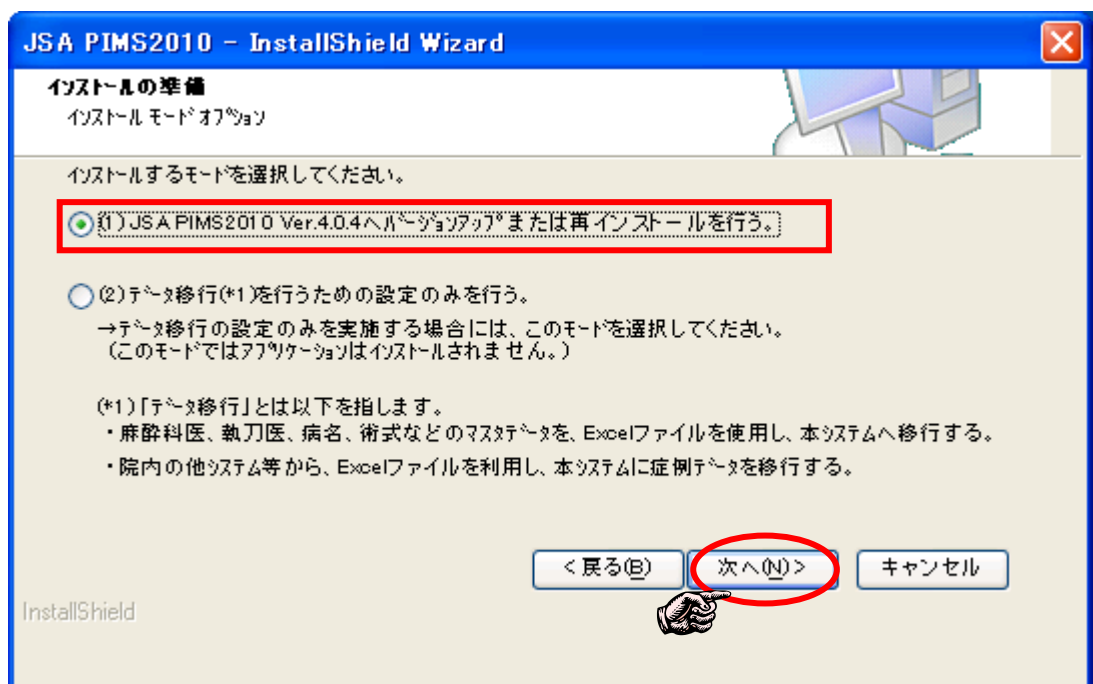 JSA PIMS2010 - InstallShield Wizard
ｲﾝｽﾄｰﾙの準備
ｲﾝｽﾄｰﾙ ﾓｰﾄﾞ ｵﾌﾟｼｮﾝ
ｲﾝｽﾄｰﾙするﾓｰﾄﾞを選択してください。
(1) JSA PIMS2010 Ver.4.0.4へﾊﾞｰｼﾞｮﾝｱｯﾌﾟまたは再インストールを行う。
(2) ﾃﾞｰﾀ移行(*1)を行うための設定のみを行う。
→ﾃﾞｰﾀ移行の設定のみを実施する場合には、このﾓｰﾄﾞを選択してください。
(このﾓｰﾄﾞではｱﾌﾟﾘｹｰｼｮﾝはｲﾝｽﾄｰﾙされません。)
(*1)「ﾃﾞｰﾀ移行」とは以下を指します。
・麻酔科医、執刀医、病名、術式などのﾏｽﾀﾃﾞｰﾀを、Excelファイルを使用し、本ｼｽﾃﾑへ移行する。
・院内の他ｼｽﾃﾑ等から、Excelファイルを利用し、本ｼｽﾃﾑに症例ﾃﾞｰﾀを移行する。
< 戻る(B) 次へ(N) > キャンセル
InstallShield